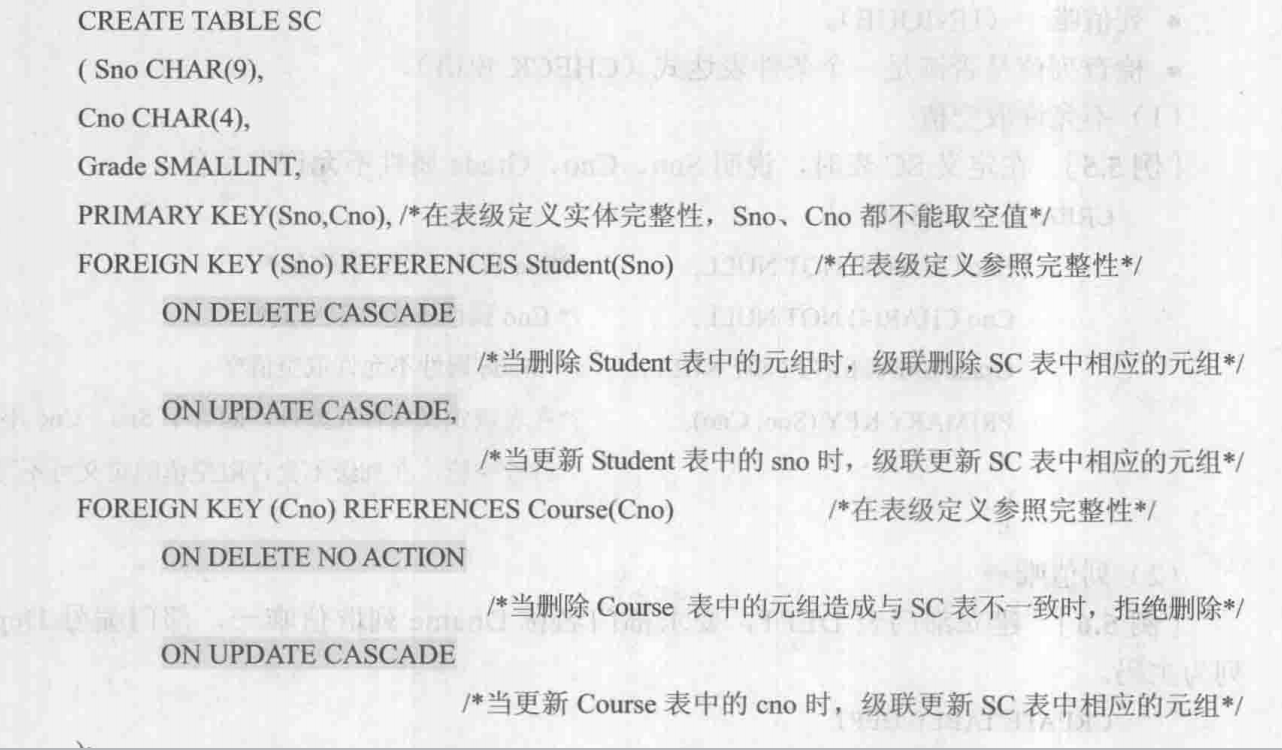 CREATE TABLE SC
( Sno CHAR(9),
Cno CHAR(4),
Grade SMALLINT,
PRIMARY KEY(Sno,Cno), /*在表级定义实体完整性，Sno、Cno 都不能取空值*/
FOREIGN KEY (Sno) REFERENCES Student(Sno) /*在表级定义参照完整性*/
ON DELETE CASCADE
/*当删除 Student 表中的元组时，级联删除 SC 表中相应的元组*/
ON UPDATE CASCADE,
/*当更新 Student 表中的 sno 时，级联更新 SC 表中相应的元组*/
FOREIGN KEY (Cno) REFERENCES Course(Cno) /*在表级定义参照完整性*/
ON DELETE NO ACTION
/*当删除 Course 表中的元组造成与 SC 表不一致时，拒绝删除*/
ON UPDATE CASCADE
/*当更新 Course 表中的 cno 时，级联更新 SC 表中相应的元组*/